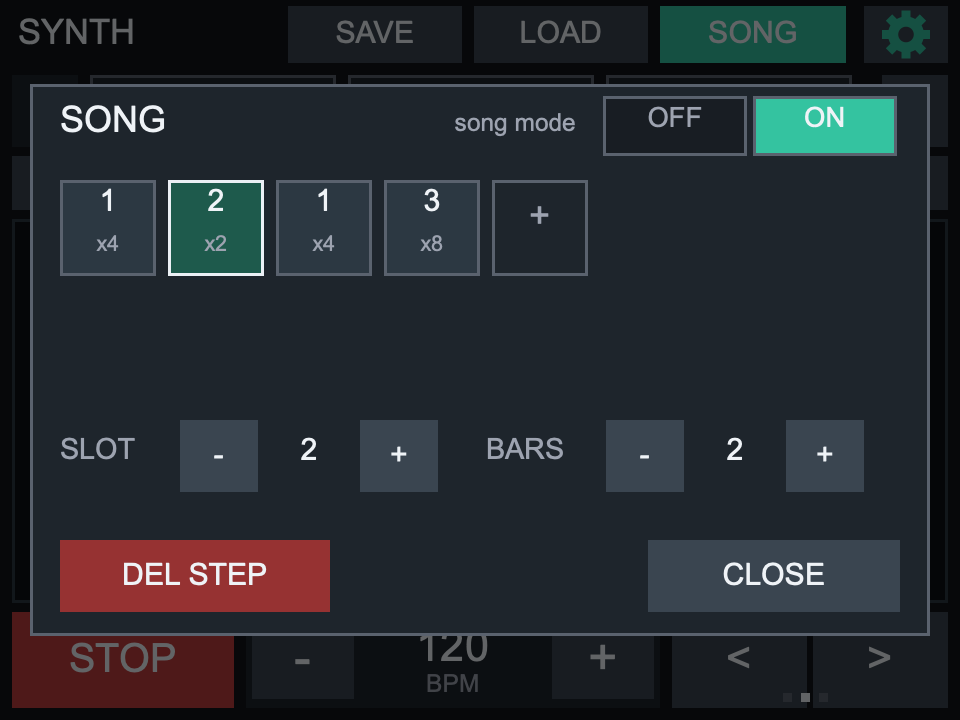 SYNTH SAVE LOAD SONG
SONG song mode OFF ON
1 2 1 3 +
x4 x2 x4 x8
SLOT - 2 + BARS - 2 +
DEL STEP CLOSE
STOP - 120 + < >
BPM